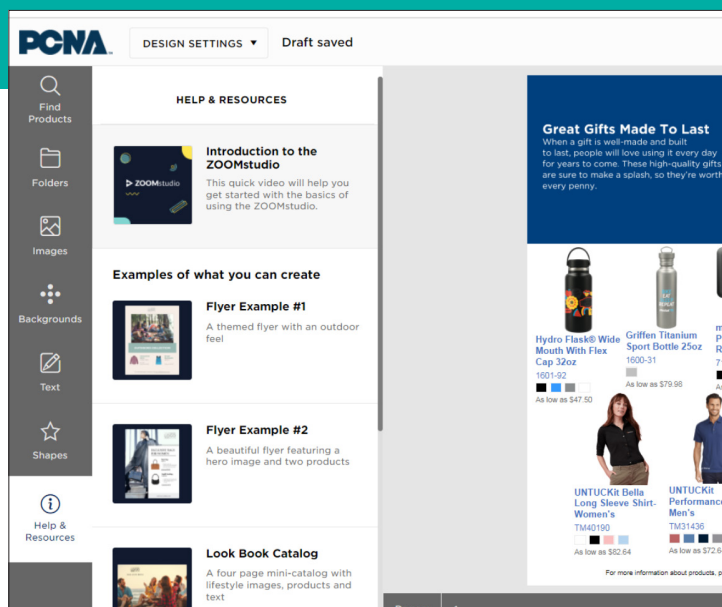 PCNA
DESIGN SETTINGS
Draft saved
Find
Products
Folders
Images
Backgrounds
Text
Shapes
Help &
Resources
HELP & RESOURCES
ZOOMstudio
Introduction to the
ZOOMstudio
This quick video will help you
get started with the basics of
using the ZOOMstudio.
Examples of what you can create
Flyer Example #1
A themed flyer with an outdoor
feel
Flyer Example #2
A beautiful flyer featuring a
hero image and two products
Look Book Catalog
A four page mini-catalog with
lifestyle images, products and
text
Great Gifts Made To Last
When a gift is well-made and built
to last, people will love using it every day
for years to come. These high-quality gifts
are sure to make a splash, so they're worth
every penny.
Hydro Flask® Wide
Mouth With Flex
Cap 32oz
1601-92
As low as $47.50
Griffen Titanium
Sport Bottle 25oz
1600-31
As low as $79.98
UNTUCKit Bella
Long Sleeve Shirt-
Women's
TM40190
As low as $82.64
UNTUCKit
Performance
Men's
TM31436
As low as $72.6
For more information about products, p